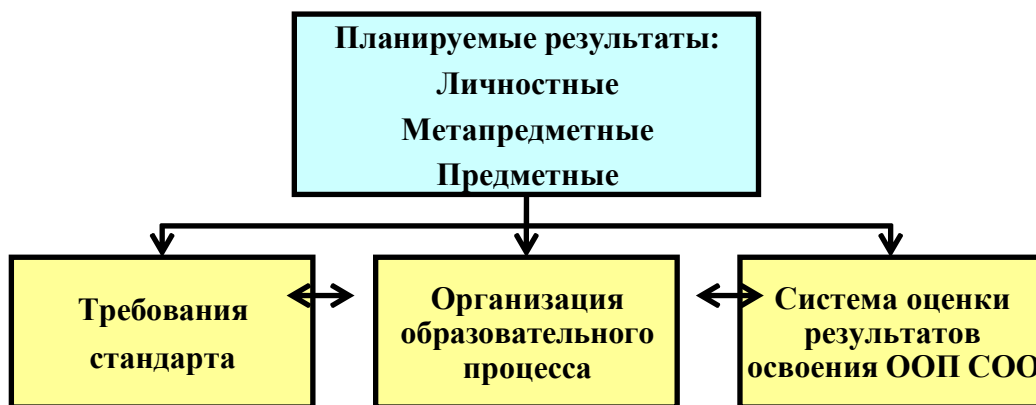 Планируемые результаты:
Личностные
Метапредметные
Предметные
Требования
стандарта
Организация
образовательного
процесса
Система оценки
результатов
освоения ООП СОО